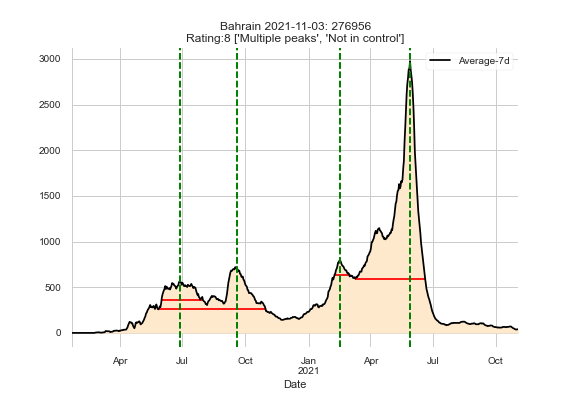 Bahrain 2021-11-03: 276956
Rating:8 ['Multiple peaks', 'Not in control']
Average-7d
3000
2500
2000
1500
1000
500
0
Apr Jul Oct Jan Apr Jul Oct
2021
Date